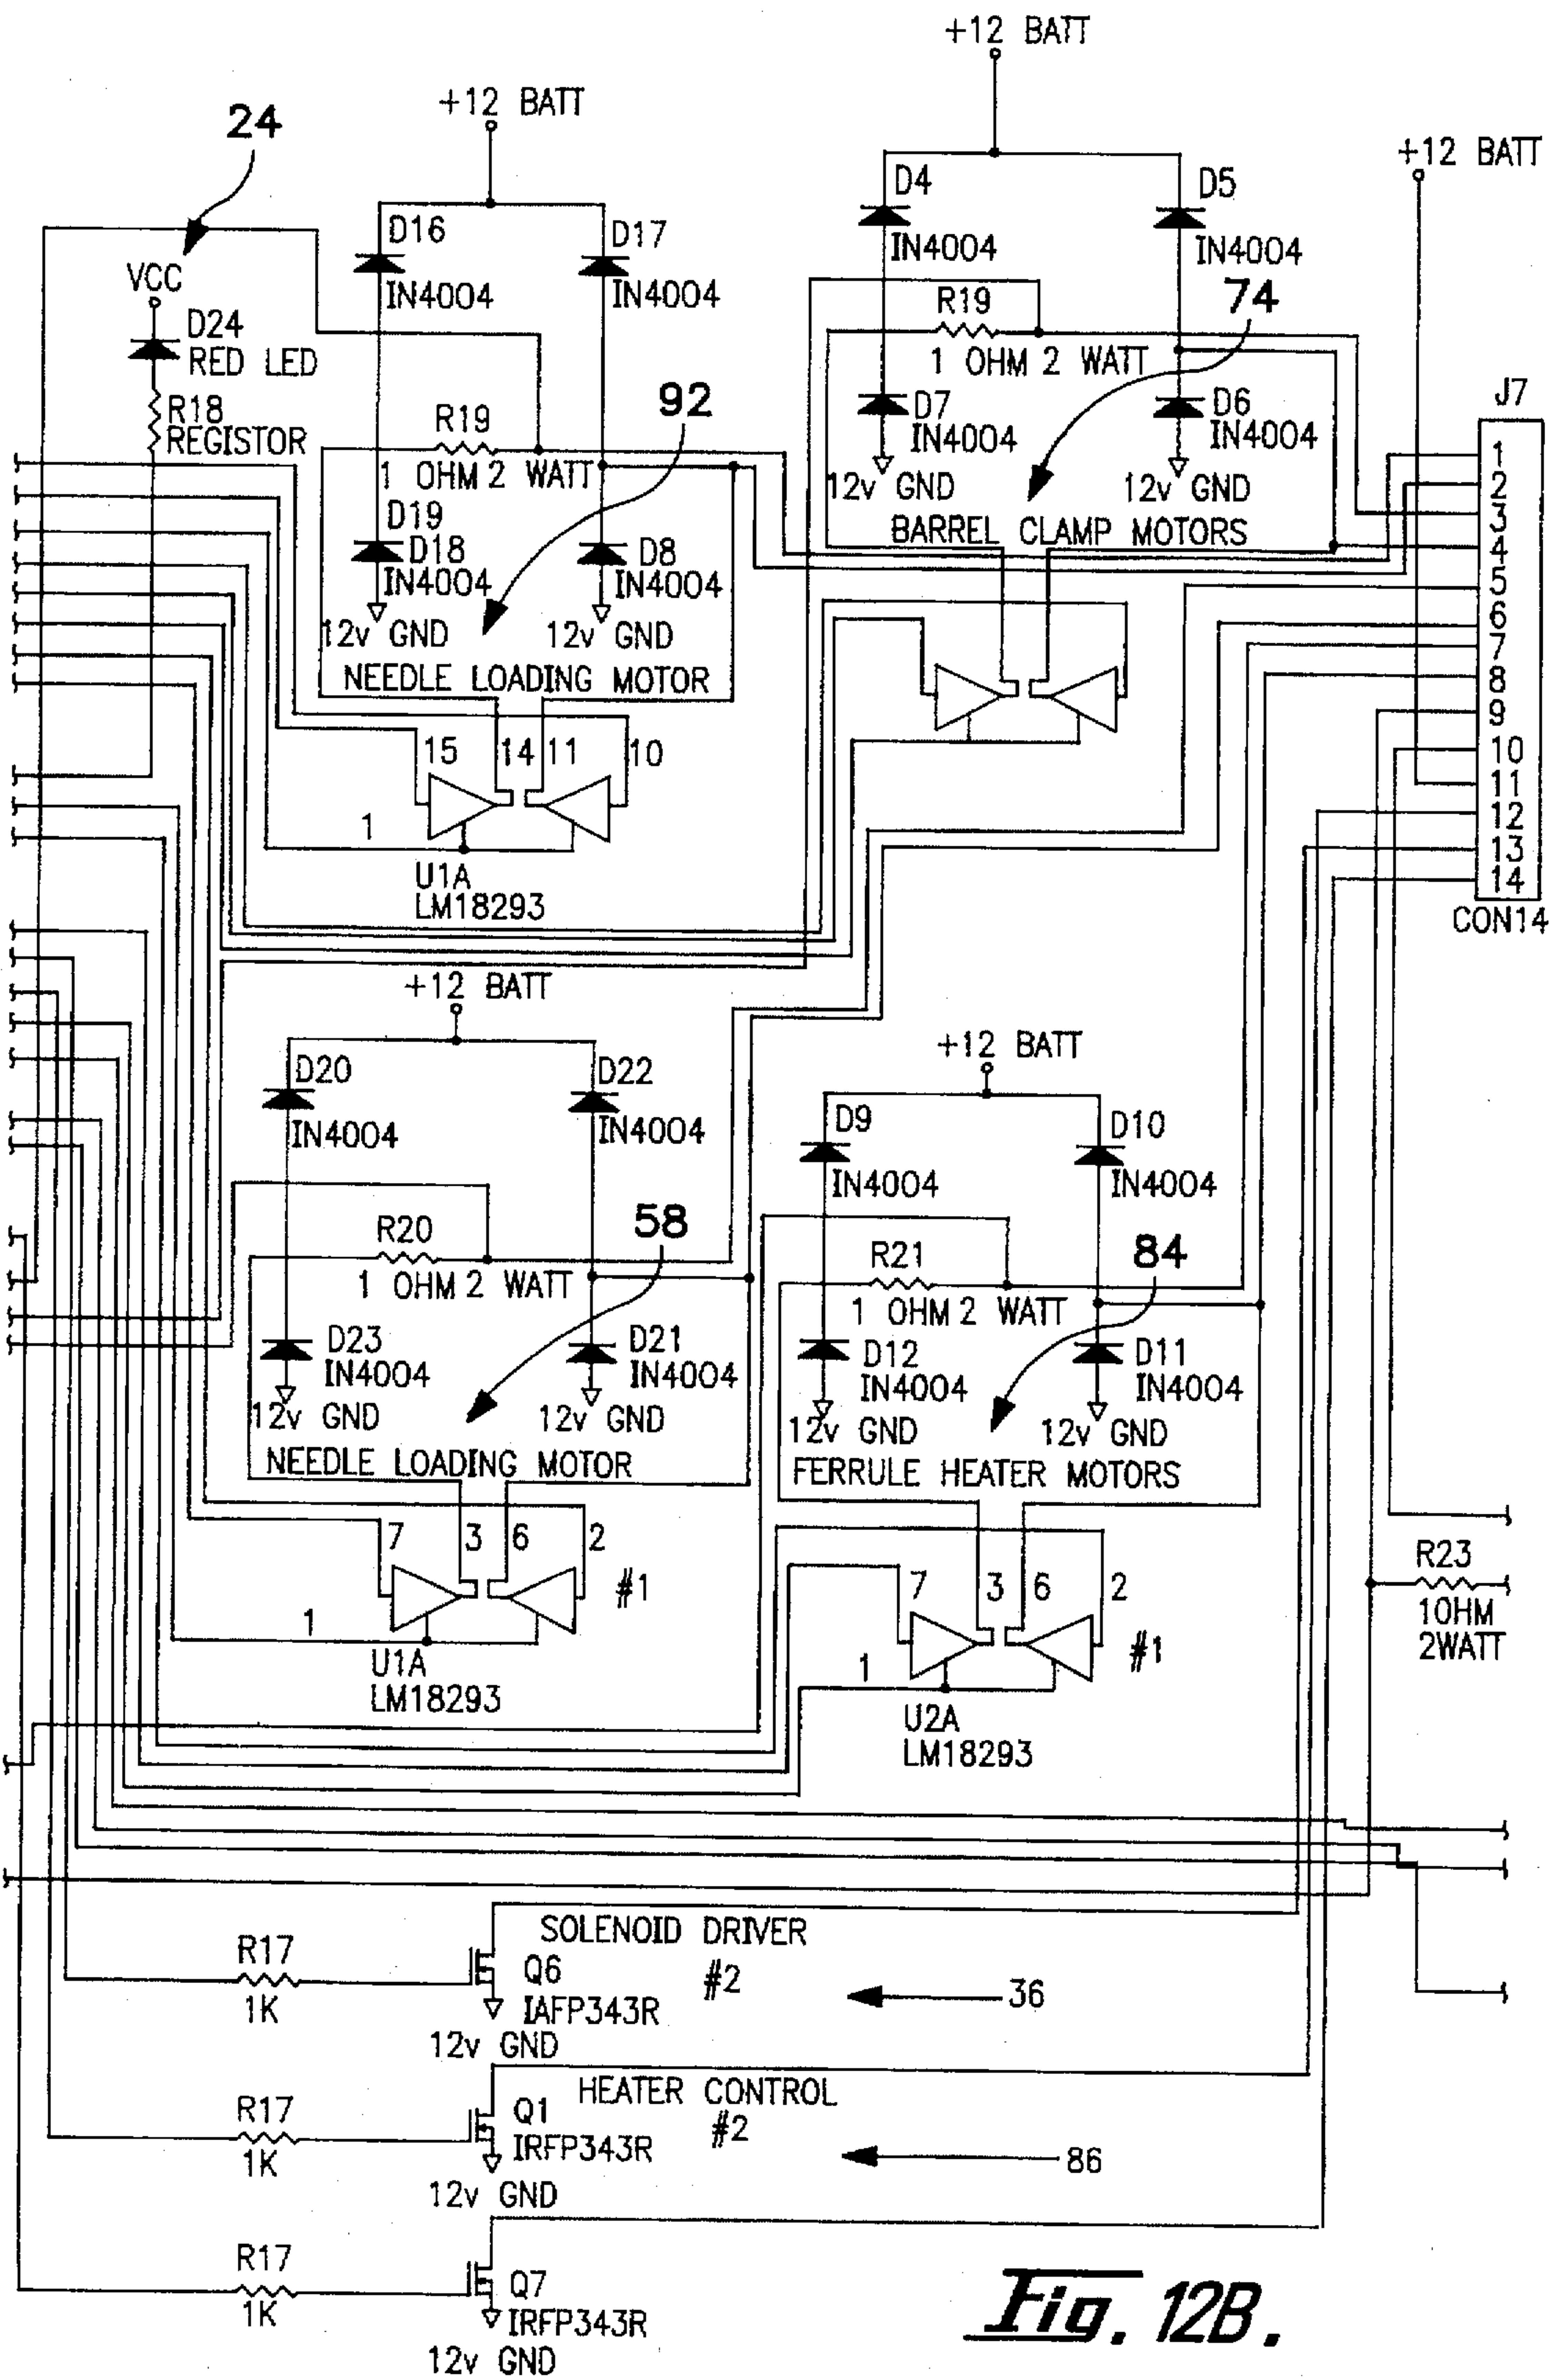 +12 BATT
+12 BATT
24
+12 BATT
D4
D5
D16
D17
IN4004
IN4004
VCC
IN4004
IN4004
R19
74
D24
RED LED
1 OHM 2 WATT
R18
REGISTOR
R19
92
D7
IN4004
D6
IN4004
J7
1 OHM 2 WATT
12v GND
12v GND
BARREL CLAMP MOTORS
D19
D18
IN4004
D8
IN4004
12v GND
12v GND
NEEDLE LOADING MOTOR
1
2
3
4
5
6
7
8
9
10
11
12
13
14
CON14
15
14
11
10
1
U1A
LM18293
+12 BATT
D20
D22
IN4004
IN4004
+12 BATT
D9
D10
IN4004
IN4004
R20
58
1 OHM 2 WATT
R21
84
1 OHM 2 WATT
D23
IN4004
D21
IN4004
D12
IN4004
D11
IN4004
12v GND
12v GND
12v GND
12v GND
NEEDLE LOADING MOTOR
FERRULE HEATER MOTORS
7
3
6
2
#1
1
U1A
LM18293
7
3
6
2
#1
1
U2A
LM18293
R23
1OHM
2WATT
SOLENOID DRIVER
#2
R17
1K
Q6
IAFP343R
12v GND
36
HEATER CONTROL
#2
R17
1K
Q1
IRFP343R
12v GND
86
R17
1K
Q7
IRFP343R
12v GND
Fig. 12B.